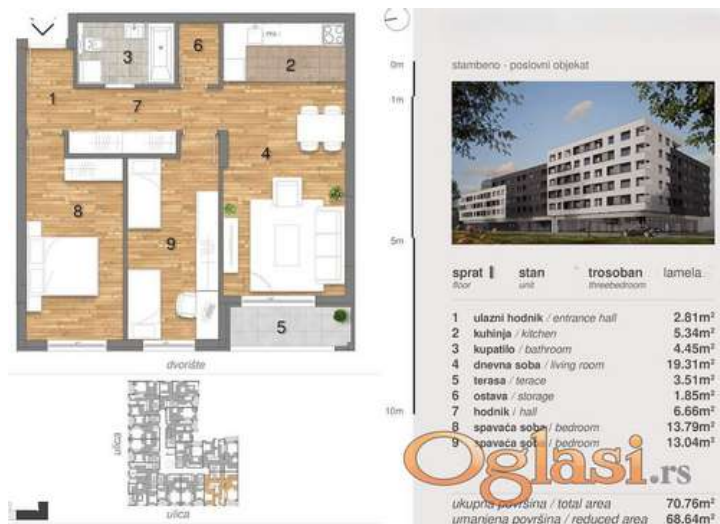 3
6
2
1
7
4
8
9
5
dvorište
ulica
ulica
0m
1m
5m
10m
stambeno - poslovni objekat
sprat stan trosoban lamela
floor unit threebedroom
1 ulazni hodnik / entrance hall 2.81m²
2 kuhinja / kitchen 5.34m²
3 kupatilo / bathroom 4.45m²
4 dnevna soba / living room 19.31m²
5 terasa / terace 3.51m²
6 ostava / storage 1.85m²
7 hodnik / hall 6.66m²
8 spavaća soba / bedroom 13.79m²
9 spavaća soba / bedroom 13.04m²
Oglasi.rs
ukupna površina / total area 70.76m²
umanjena površina / reduced area 68.64m²